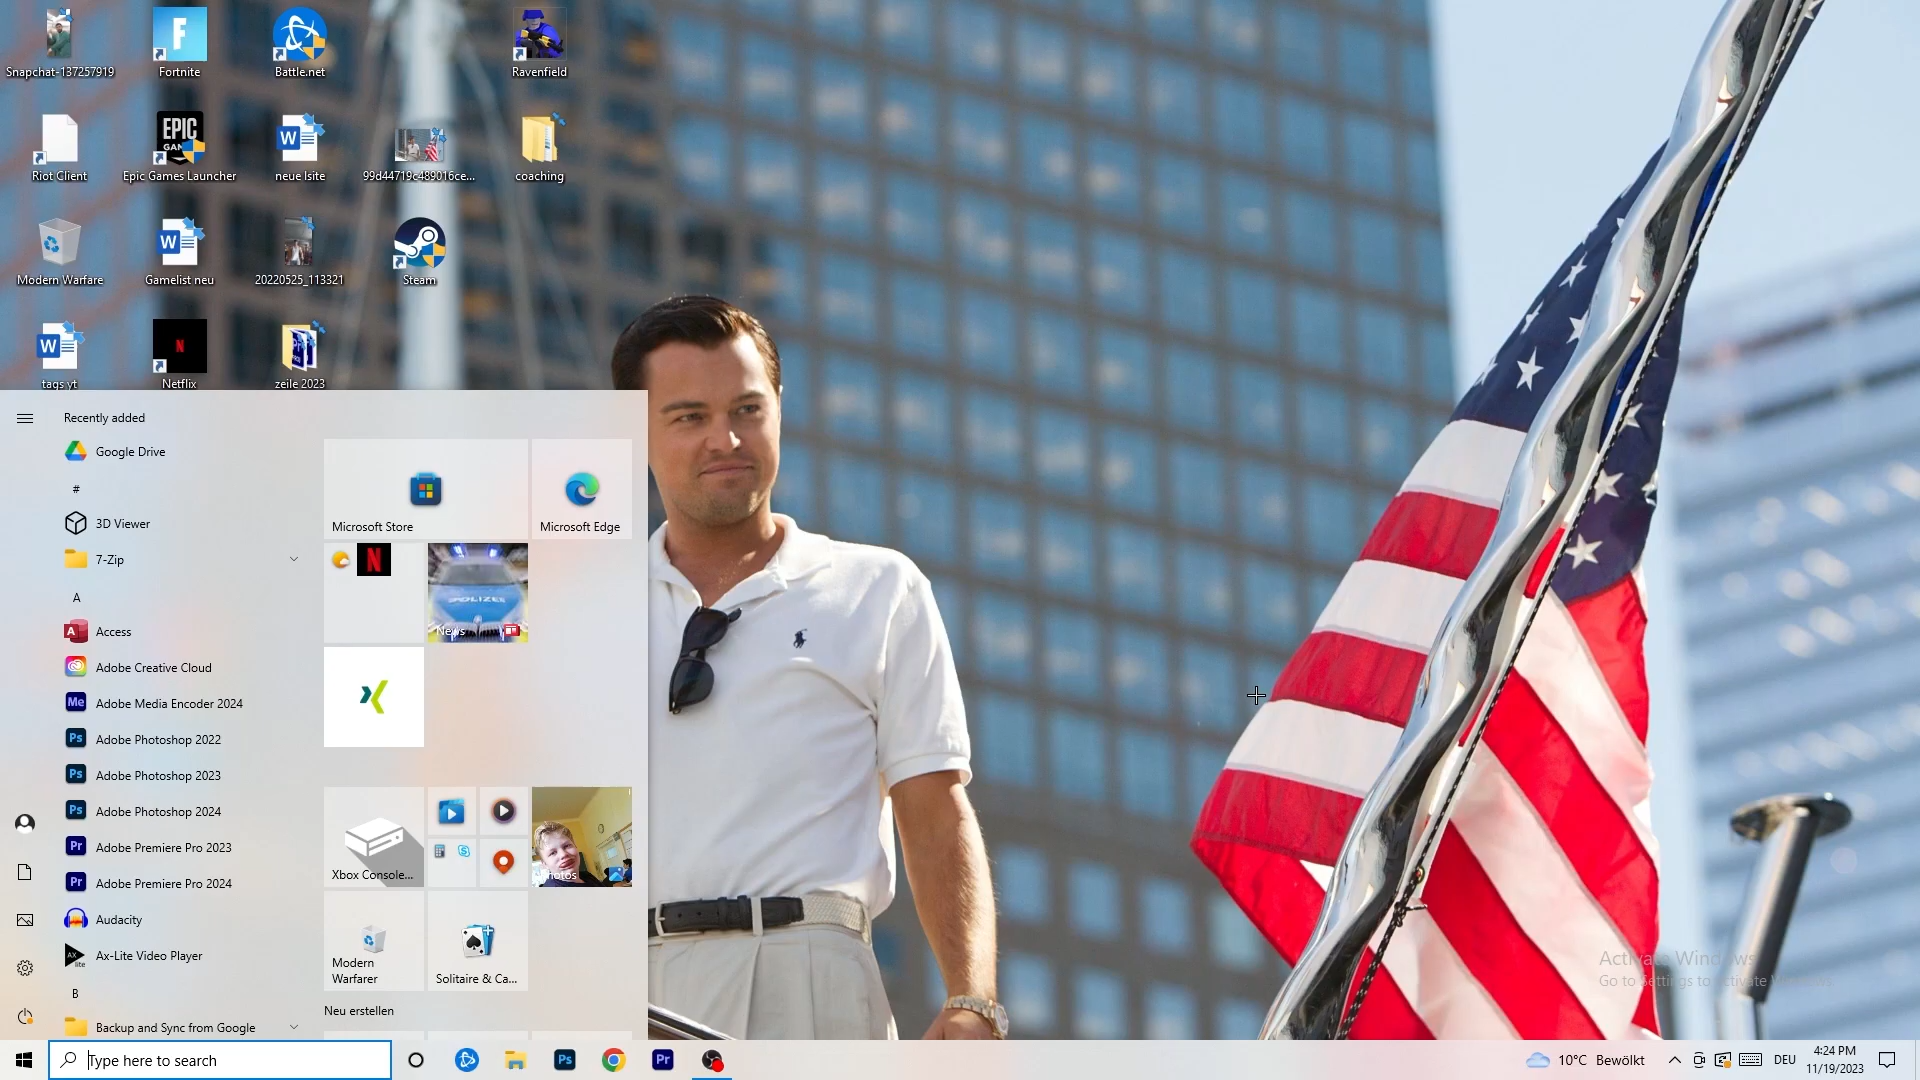 Snapchat-137257919
Fortnite
Battle.net
Ravenfield
Riot Client
EPIC
Epic Games Launcher
neue lsite
99d44719c489016ce...
coaching
Modern Warfare
Gamelist neu
20220525_113321
Steam
taqs yt
Netflix
zeile 2023
Recently added
Google Drive
#
3D Viewer
7-Zip
A
Access
Adobe Creative Cloud
Adobe Media Encoder 2024
Adobe Photoshop 2022
Adobe Photoshop 2023
Adobe Photoshop 2024
Adobe Premiere Pro 2023
Adobe Premiere Pro 2024
Audacity
Ax-Lite Video Player
B
Backup and Sync from Google
Microsoft Store
Microsoft Edge
POLIZEI
News
Xbox Console...
Photos
Modern
Warfarer
Solitaire & Ca...
Neu erstellen
Activate Windows
Go to Settings to activate Windows.
Type here to search
10°C Bewölkt
DEU
4:24 PM
11/19/2023